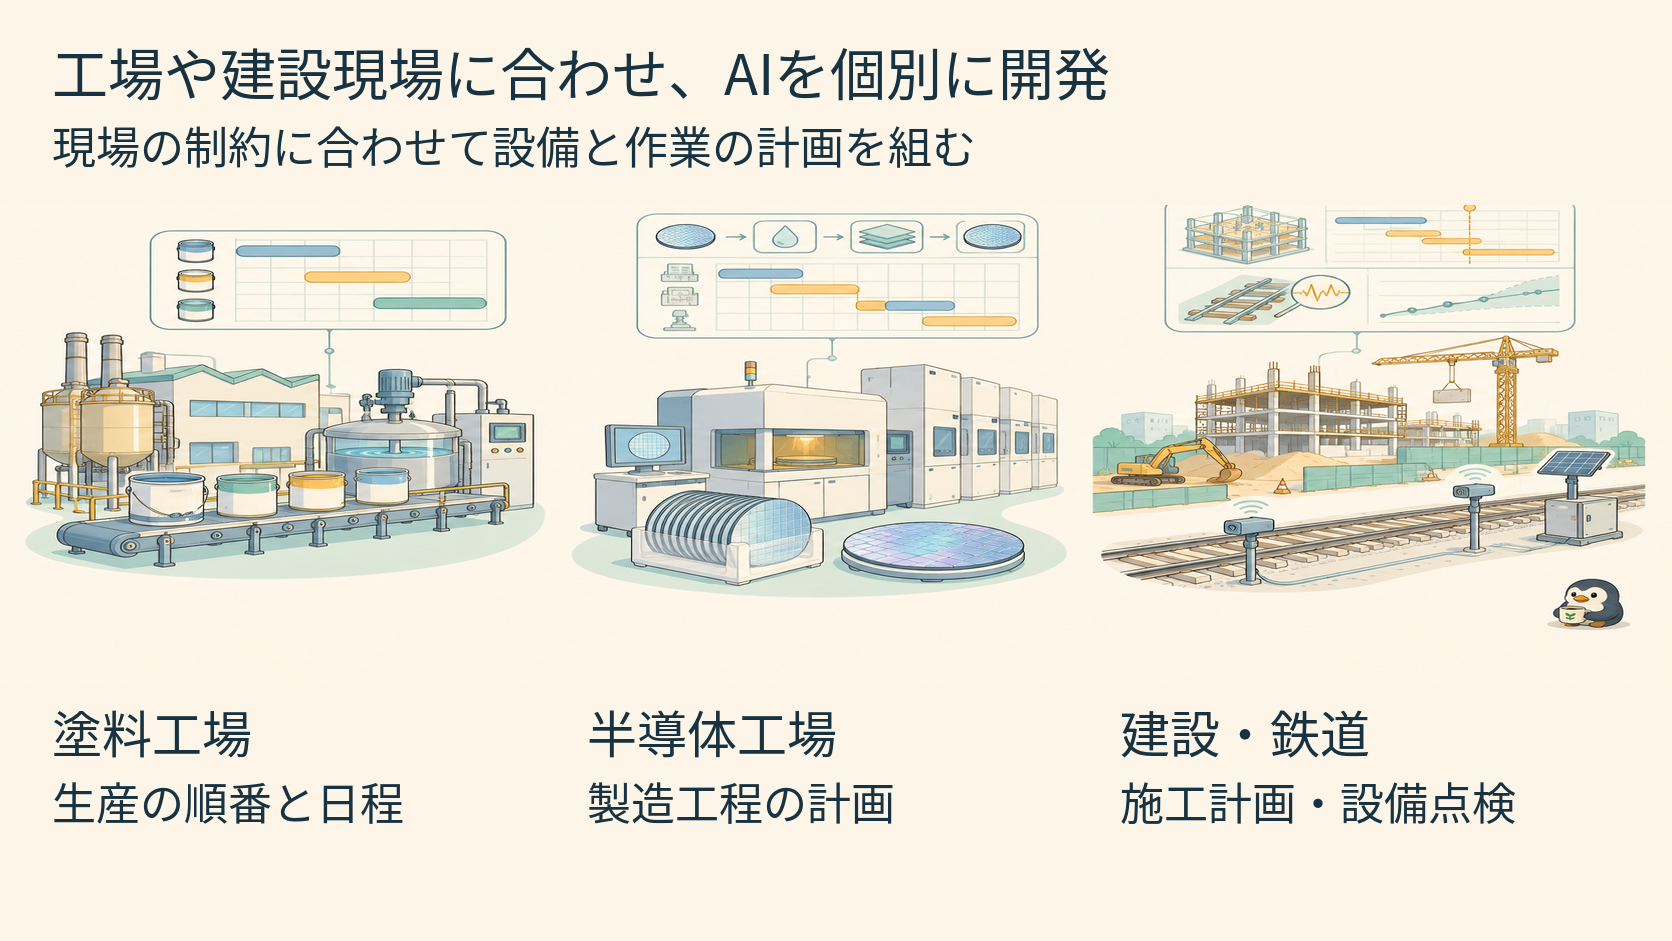 工場や建設現場に合わせ、AIを個別に開発
現場の制約に合わせて設備と作業の計画を組む
塗料工場
生産の順番と日程
半導体工場
製造工程の計画
建設・鉄道
施工計画・設備点検